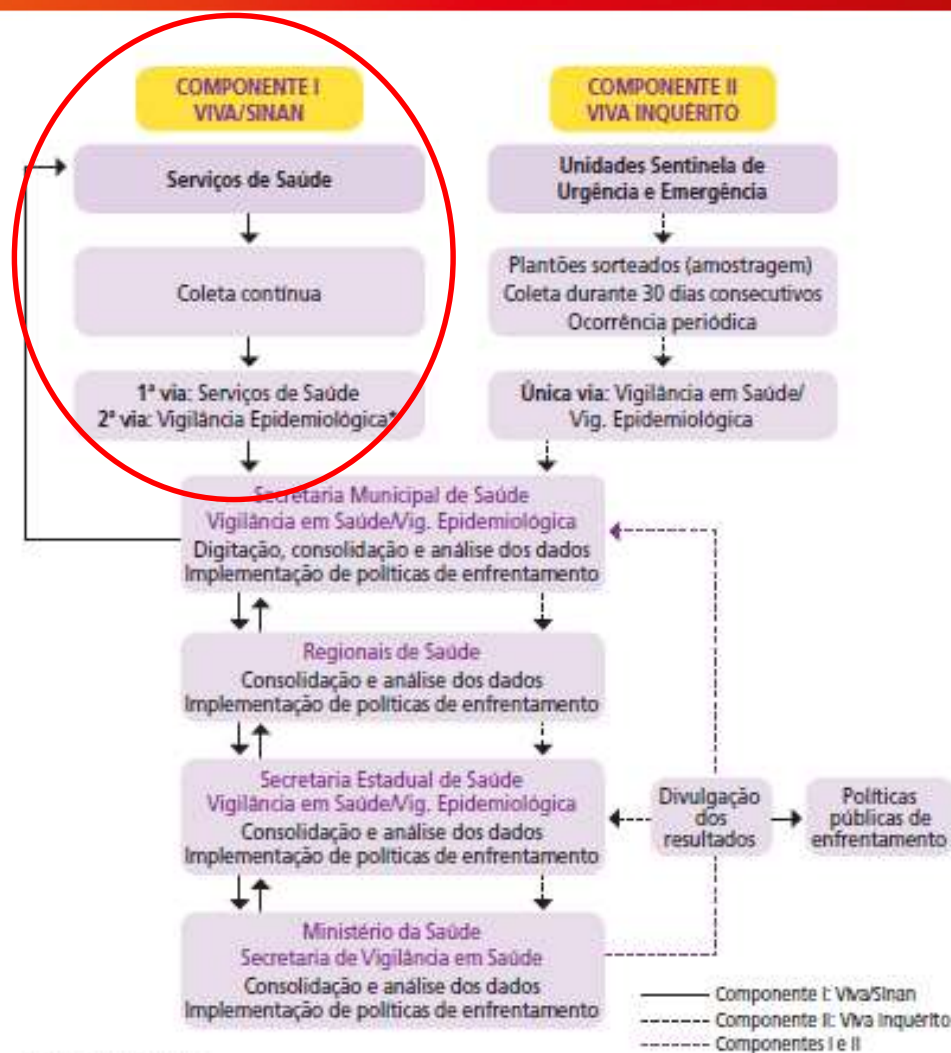 COMPONENTE I
VIVA/SINAN
Serviços de Saúde
Coleta contínua
1ª via: Serviços de Saúde
2ª via: Vigilância Epidemiológica*
COMPONENTE II
VIVA INQUÉRITO
Unidades Sentinela de
Urgência e Emergência
Plantões sorteados (amostragem)
Coleta durante 30 dias consecutivos
Ocorrência periódica
Única via: Vigilância em Saúde/
Vig. Epidemiológica
Secretaria Municipal de Saúde
Vigilância em Saúde/Vig. Epidemiológica
Digitação, consolidação e análise dos dados
Implementação de políticas de enfrentamento
Regionais de Saúde
Consolidação e análise dos dados
Implementação de políticas de enfrentamento
Secretaria Estadual de Saúde
Vigilância em Saúde/Vig. Epidemiológica
Consolidação e análise dos dados
Implementação de políticas de enfrentamento
Divulgação
dos
resultados
Políticas
públicas de
enfrentamento
Ministério da Saúde
Secretaria de Vigilância em Saúde
Consolidação e análise dos dados
Implementação de políticas de enfrentamento
Componente I: Viva/Sinan
Componente II: Viva Inquérito
Componentes I e II